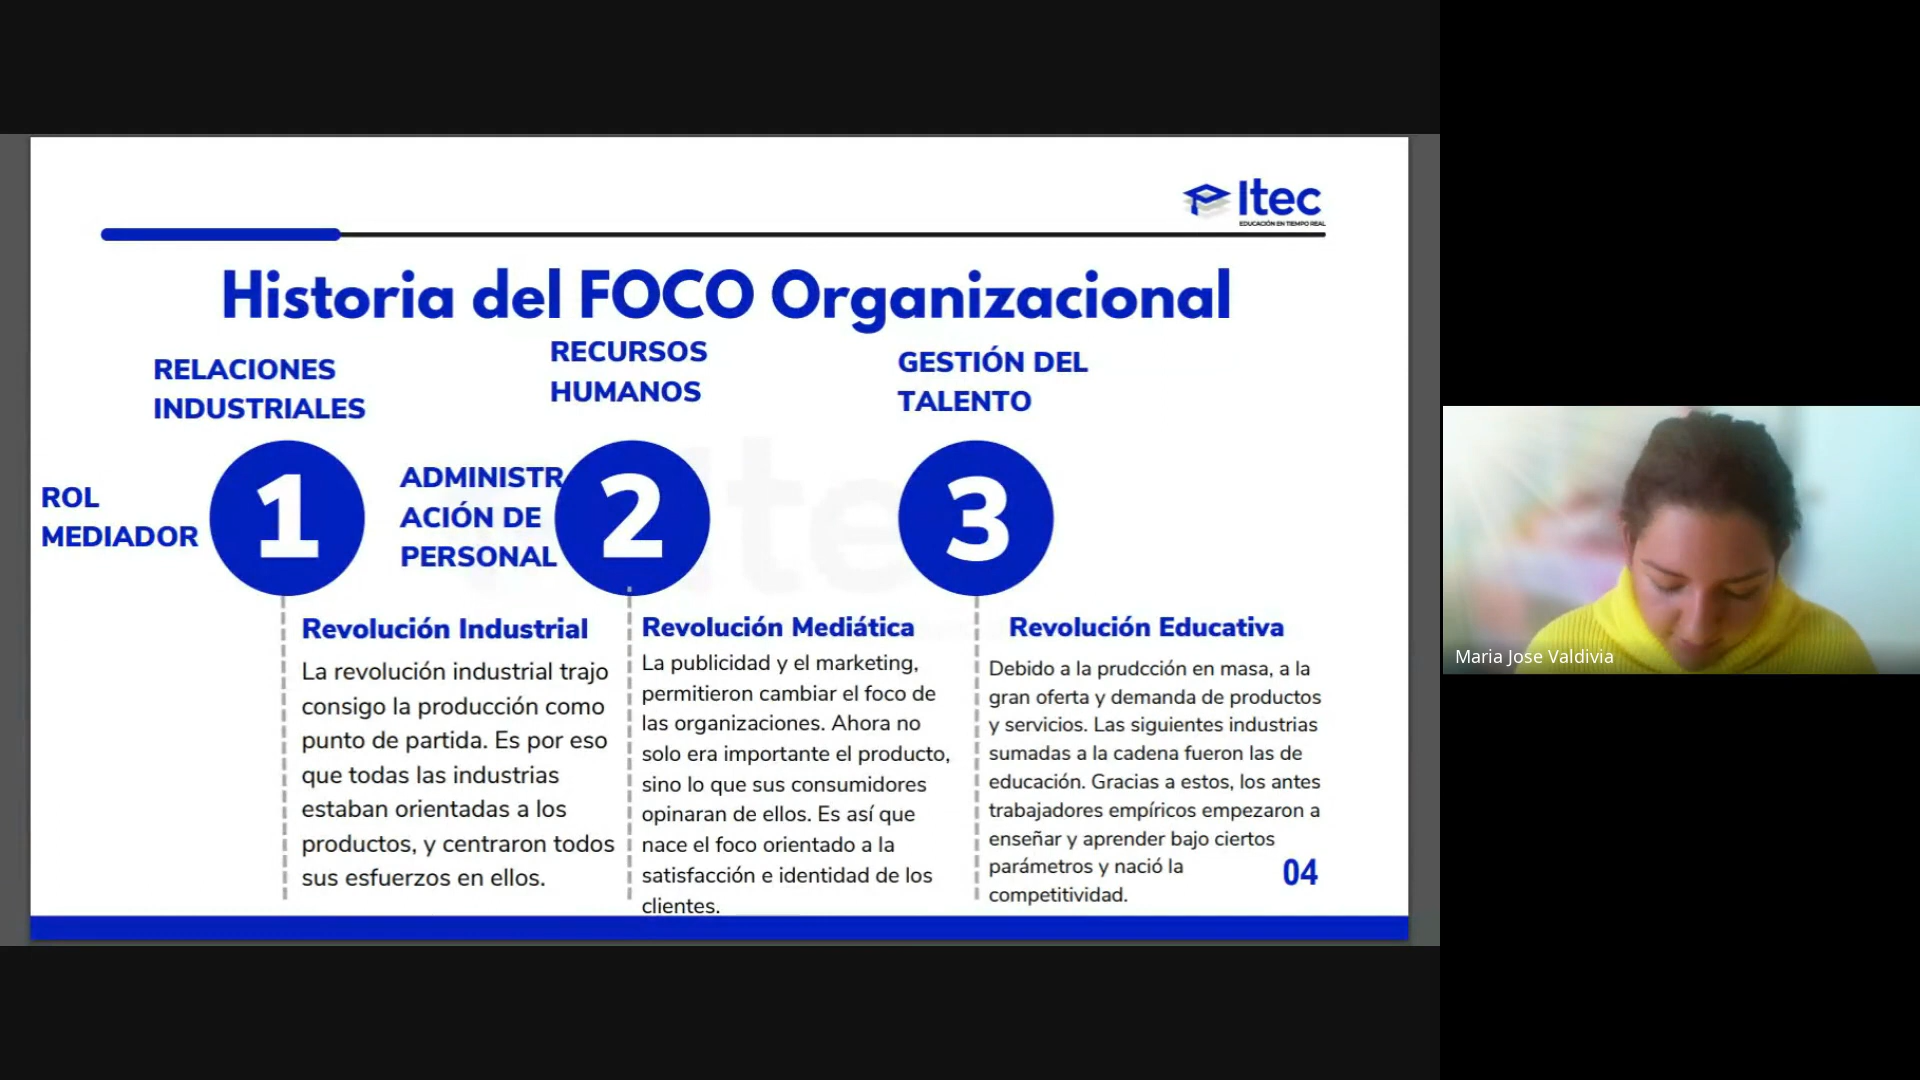 Itec
EDUCACIÓN EN TIEMPO REAL
Historia del FOCO Organizacional
RELACIONES
INDUSTRIALES
RECURSOS
HUMANOS
GESTIÓN DEL
TALENTO
ROL
MEDIADOR
1
ADMINISTR
ACIÓN DE
PERSONAL
2
3
Revolución Industrial
La revolución industrial trajo
consigo la producción como
punto de partida. Es por eso
que todas las industrias
estaban orientadas a los
productos, y centraron todos
sus esfuerzos en ellos.
Revolución Mediática
La publicidad y el marketing,
permitieron cambiar el foco de
las organizaciones. Ahora no
solo era importante el producto,
sino lo que sus consumidores
opinaran de ellos. Es así que
nace el foco orientado a la
satisfacción e identidad de los
clientes.
Revolución Educativa
Debido a la prudcción en masa, a la
gran oferta y demanda de productos
y servicios. Las siguientes industrias
sumadas a la cadena fueron las de
educación. Gracias a estos, los antes
trabajadores empíricos empezaron a
enseñar y aprender bajo ciertos
parámetros y nació la
competitividad.
04
Maria Jose Valdivia